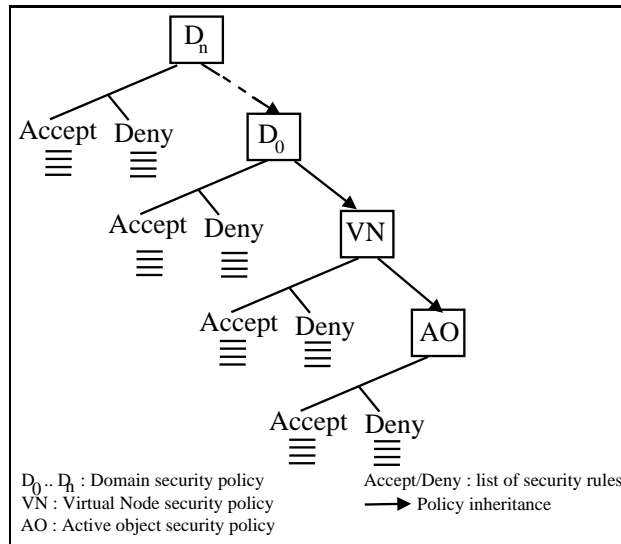 Dn
Accept Deny
D0
Accept Deny
VN
Accept Deny
AO
Accept Deny
D0 .. Dn : Domain security policy
VN : Virtual Node security policy
AO : Active object security policy
Accept/Deny : list of security rules
Policy inheritance